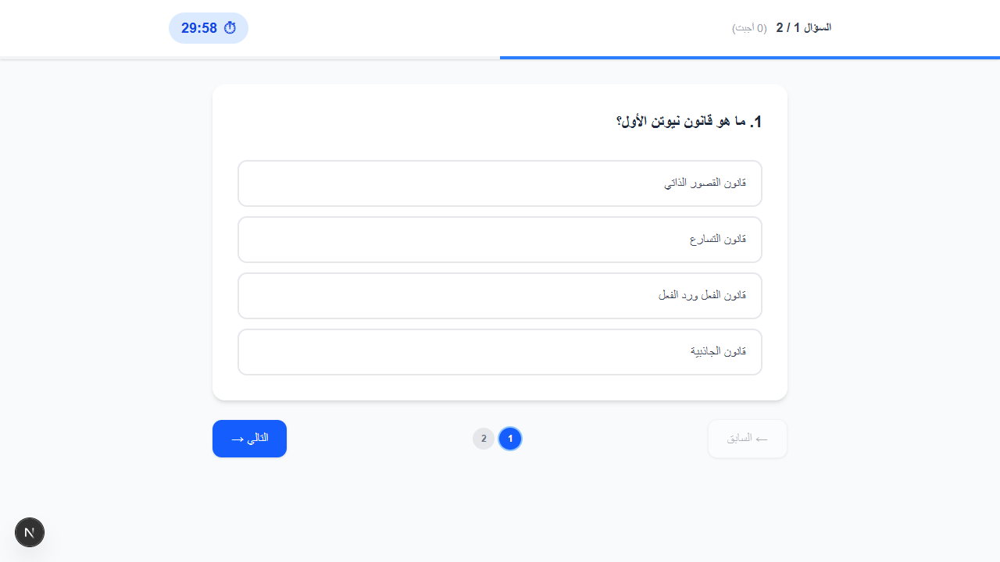 السؤال 1 / 2 (0 أجبت)
⏱ 29:58
1. ما هو قانون نيوتن الأول؟
قانون القصور الذاتي
قانون التسارع
قانون الفعل ورد الفعل
قانون الجاذبية
← السابق
1 2
التالي →
N